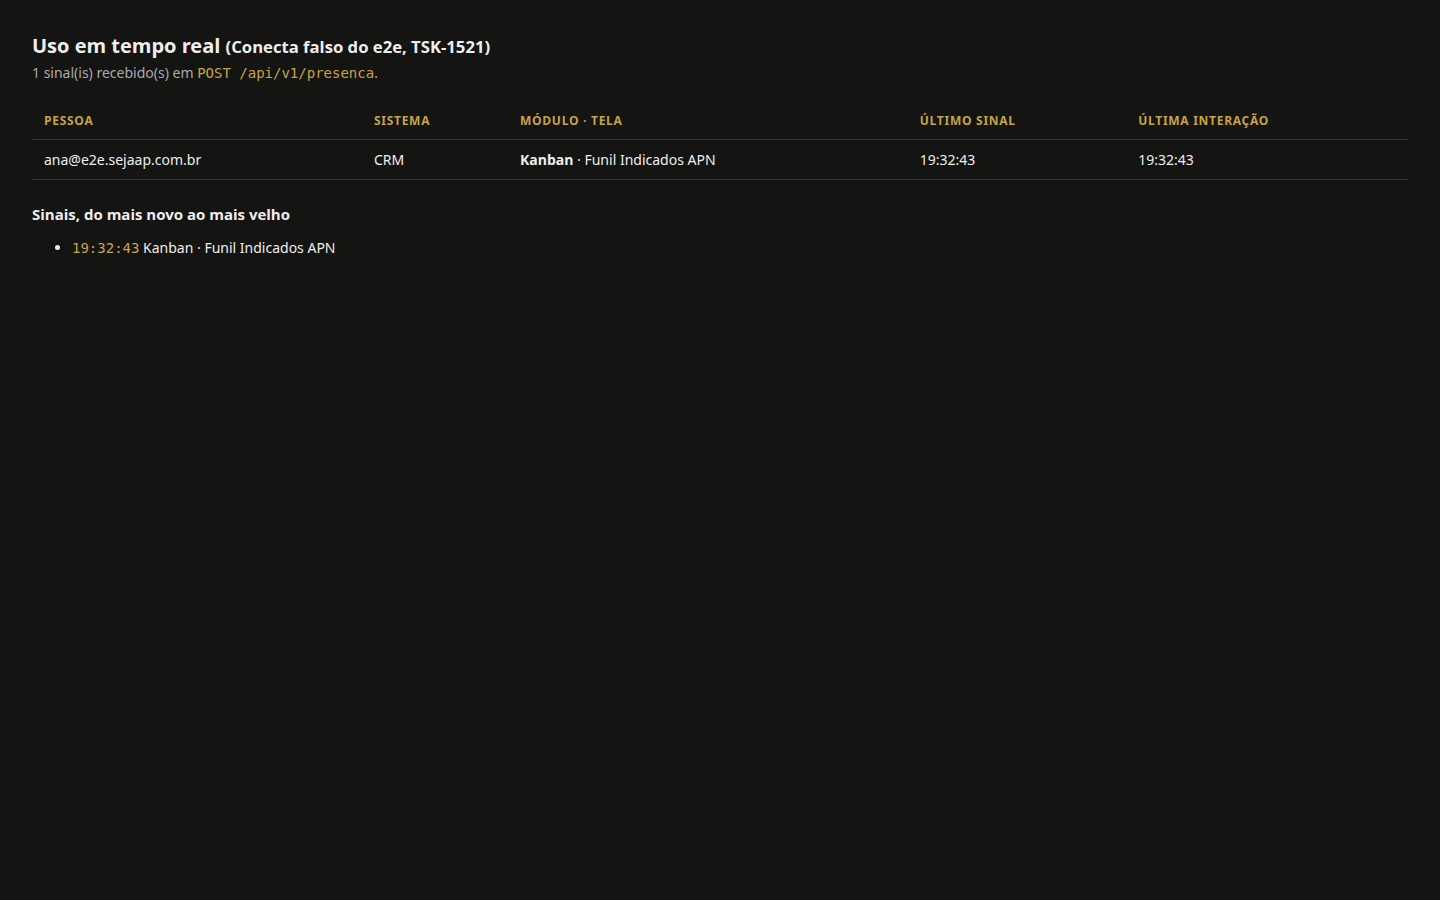 Uso em tempo real (Conecta falso do e2e, TSK-1521)
1 sinal(is) recebido(s) em POST /api/v1/presenca.
PESSOA SISTEMA MÓDULO · TELA ÚLTIMO SINAL ÚLTIMA INTERAÇÃO
ana@e2e.sejaap.com.br CRM Kanban · Funil Indicados APN 19:32:43 19:32:43
Sinais, do mais novo ao mais velho
• 19:32:43 Kanban · Funil Indicados APN